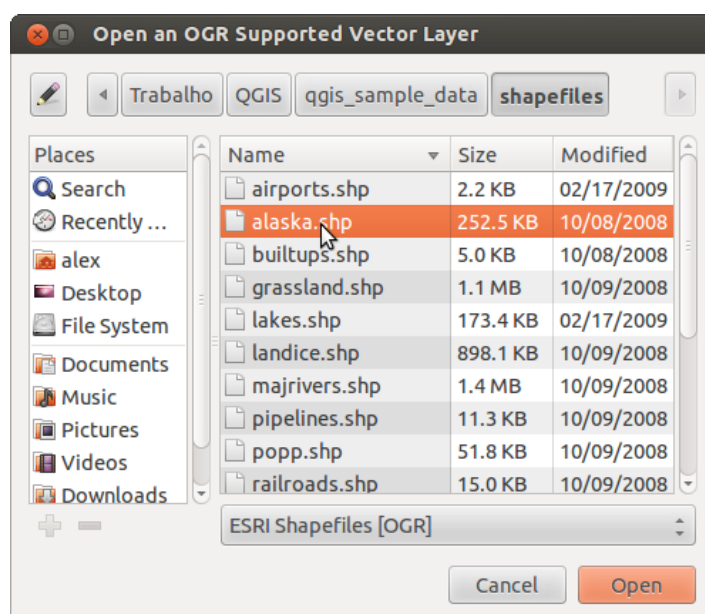 Open an OGR Supported Vector Layer
Trabalho QGIS qgis_sample_data shapefiles
Places
Search
Recently ...
alex
Desktop
File System
Documents
Music
Pictures
Videos
Downloads
Name Size Modified
airports.shp 2.2 KB 02/17/2009
alaska.shp 252.5 KB 10/08/2008
builtups.shp 5.0 KB 10/08/2008
grassland.shp 1.1 MB 10/09/2008
lakes.shp 173.4 KB 02/17/2009
landice.shp 898.1 KB 10/09/2008
majrivers.shp 1.4 MB 10/09/2008
pipelines.shp 11.3 KB 10/09/2008
popp.shp 51.8 KB 10/09/2008
railroads.shp 15.0 KB 10/09/2008
ESRI Shapefiles [OGR]
Cancel Open